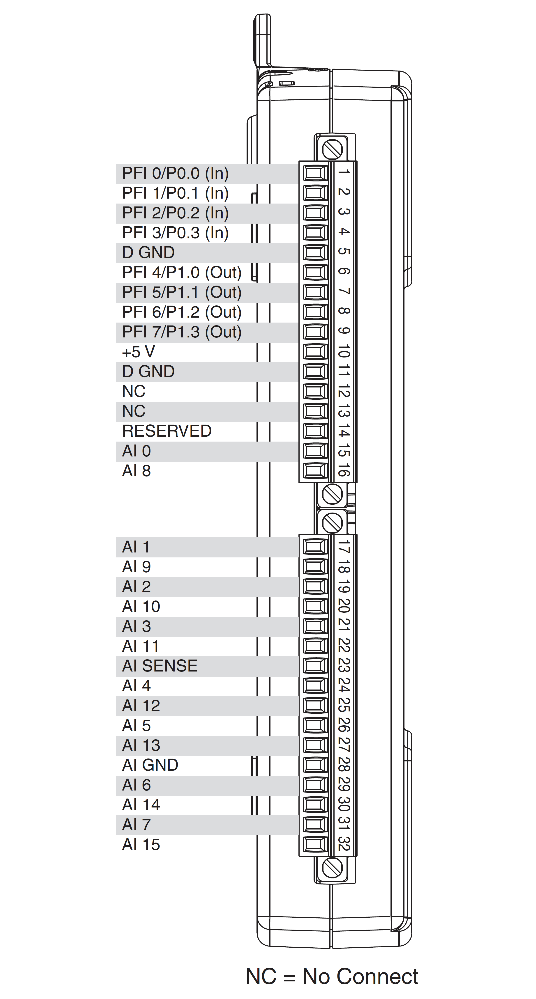 PFI 0/P0.0 (In) 1
PFI 1/P0.1 (In) 2
PFI 2/P0.2 (In) 3
PFI 3/P0.3 (In) 4
D GND 5
PFI 4/P1.0 (Out) 6
PFI 5/P1.1 (Out) 7
PFI 6/P1.2 (Out) 8
PFI 7/P1.3 (Out) 9
+5 V 10
D GND 11
NC 12
NC 13
RESERVED 14
AI 0 15
AI 8 16
AI 1 17
AI 9 18
AI 2 19
AI 10 20
AI 3 21
AI 11 22
AI SENSE 23
AI 4 24
AI 12 25
AI 5 26
AI 13 27
AI GND 28
AI 6 29
AI 14 30
AI 7 31
AI 15 32
NC = No Connect